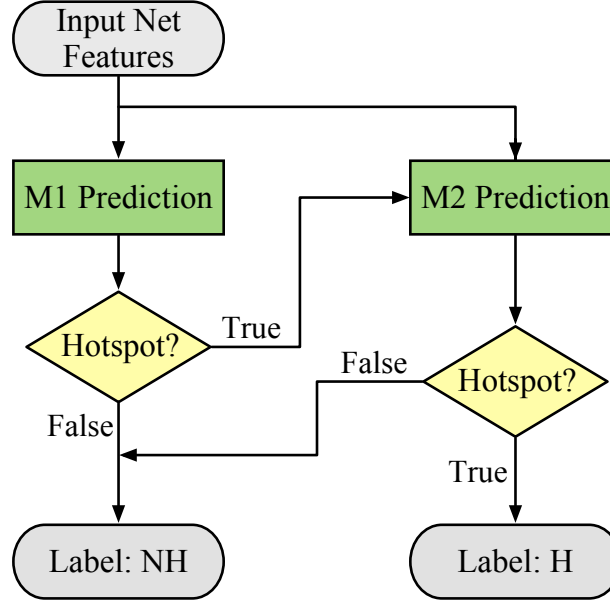 Input Net
Features
M1 Prediction
M2 Prediction
Hotspot?
True
False
Hotspot?
False
True
Label: NH
Label: H